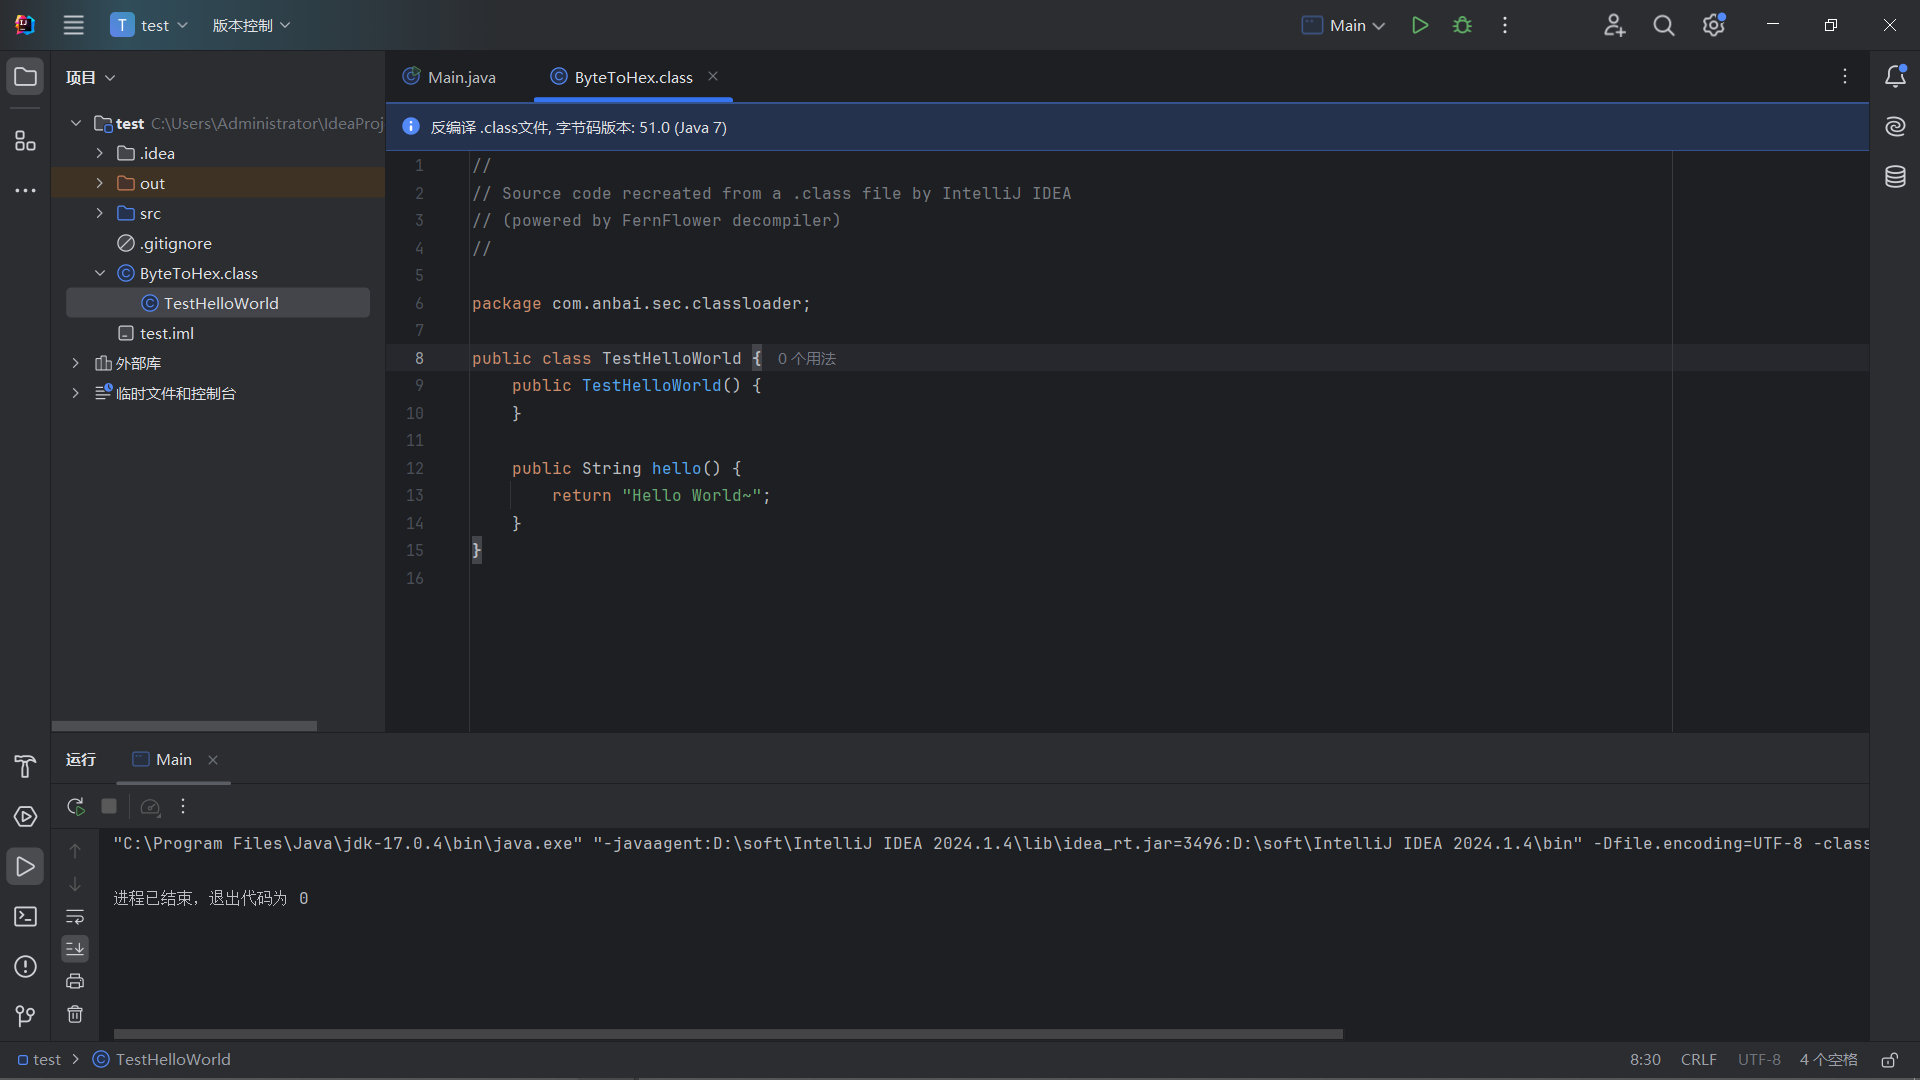 T test 版本控制 Main
项目
Main.java ByteToHex.class
test C:\Users\Administrator\IdeaProj
.idea
out
src
.gitignore
ByteToHex.class
TestHelloWorld
test.iml
外部库
临时文件和控制台
反编译 .class文件, 字节码版本: 51.0 (Java 7)
1 //
2 // Source code recreated from a .class file by IntelliJ IDEA
3 // (powered by FernFlower decompiler)
4 //
5
6 package com.anbai.sec.classloader;
7
8 public class TestHelloWorld { 0 个用法
9 public TestHelloWorld() {
10 }
11
12 public String hello() {
13 return "Hello World~";
14 }
15 }
16
运行 Main
"C:\Program Files\Java\jdk-17.0.4\bin\java.exe" "-javaagent:D:\soft\IntelliJ IDEA 2024.1.4\lib\idea_rt.jar=3496:D:\soft\IntelliJ IDEA 2024.1.4\bin" -Dfile.encoding=UTF-8 -class
进程已结束，退出代码为 0
test TestHelloWorld 8:30 CRLF UTF-8 4 个空格